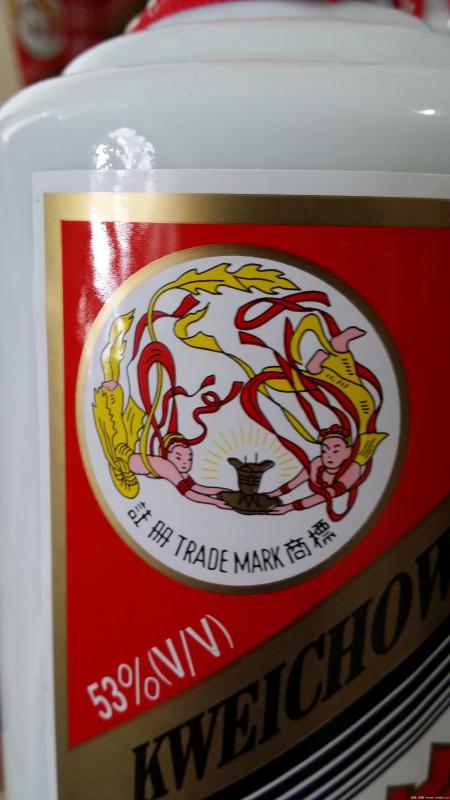 註册 TRADE MARK 商標
53%(V/V)
KWEICHOW